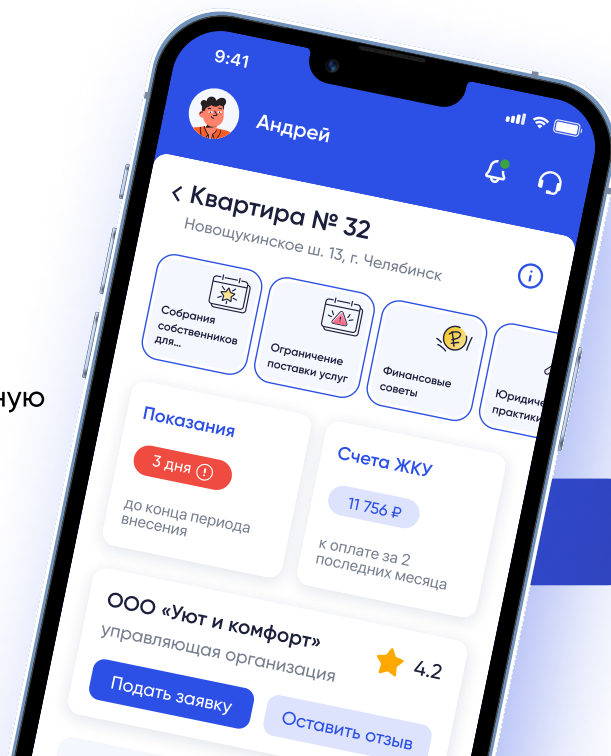 9:41
Андрей
Квартира № 32
Новощукинское ш. 13, г. Челябинск
Собрания
собственников
для...
Ограничение
поставки услуг
Финансовые
советы
практики
Показания
3 дня
до конца периода
внесения
Счета ЖКУ
11 756 ₽
к оплате за 2
последних месяца
ООО «Уют и комфорт»
управляющая организация
4.2
Подать заявку
Оставить отзыв